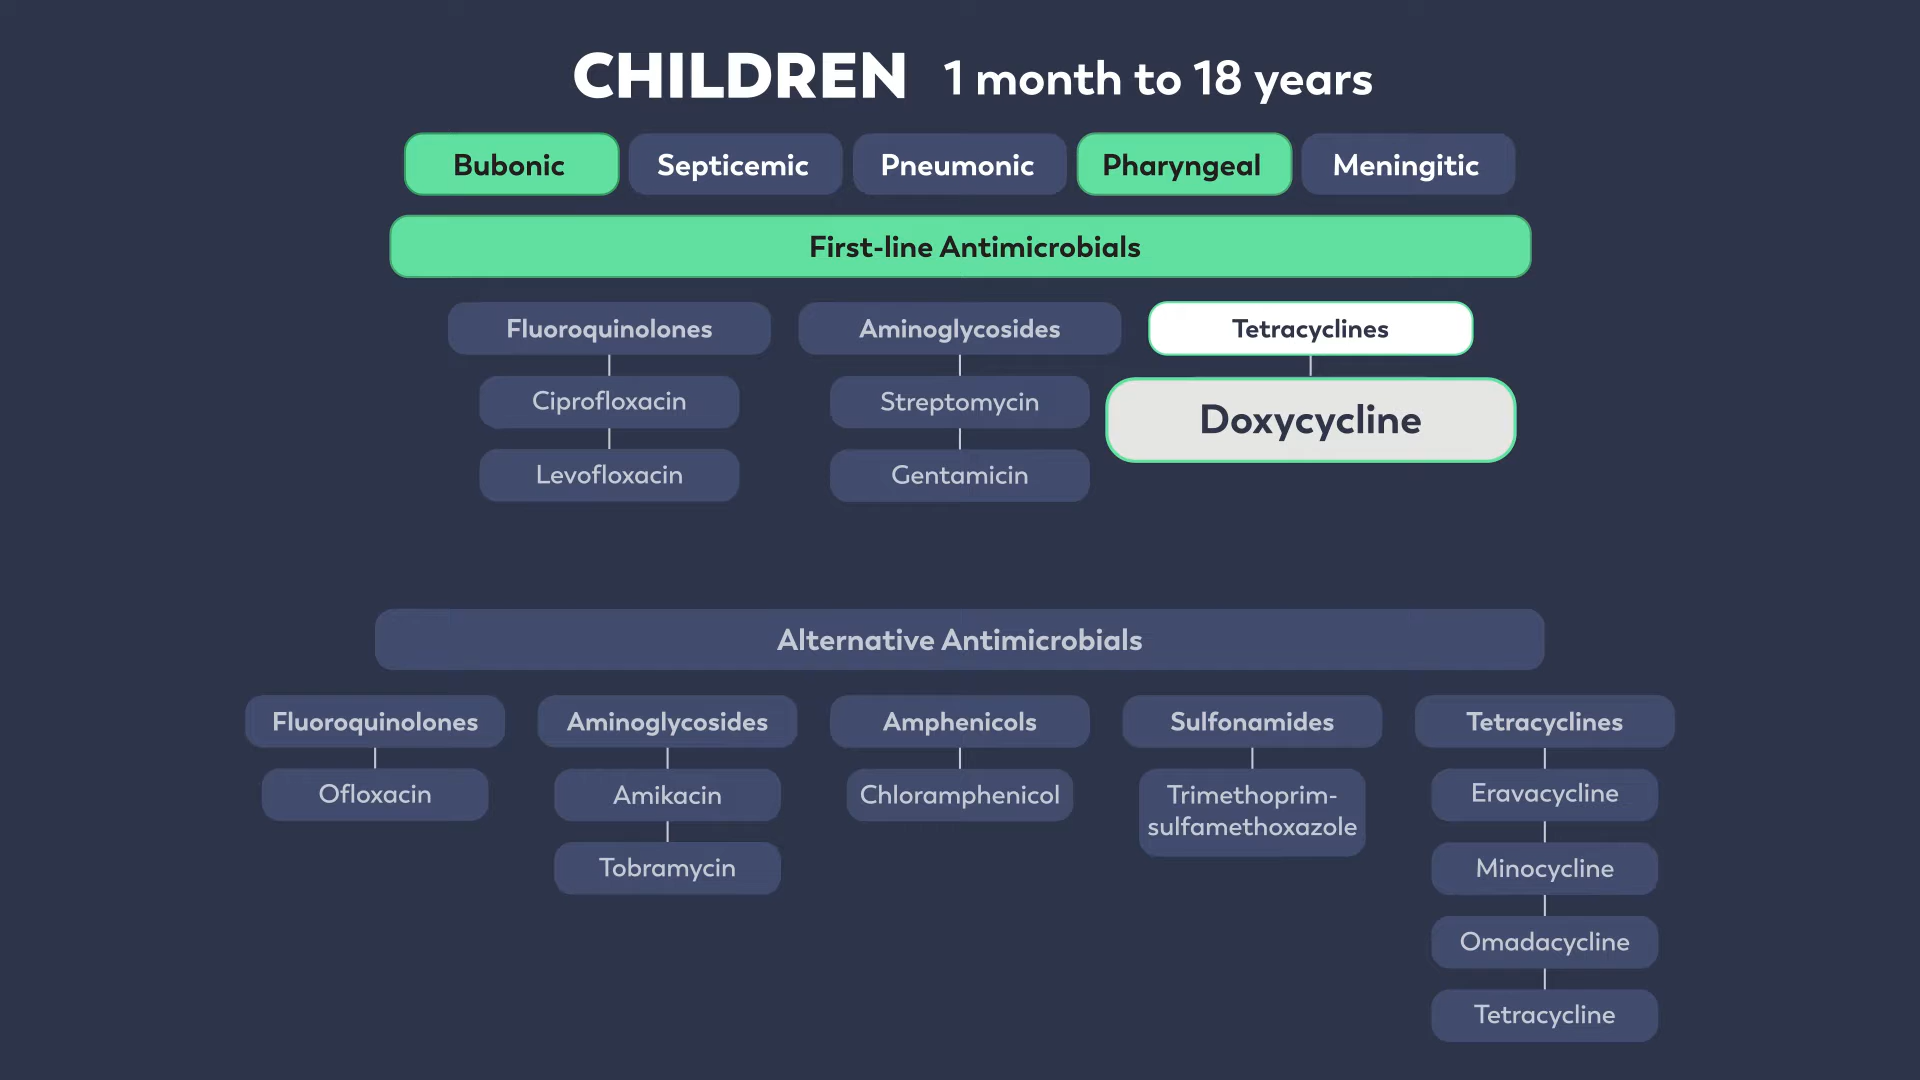 CHILDREN 1 month to 18 years
Bubonic
Septicemic
Pneumonic
Pharyngeal
Meningitic
First-line Antimicrobials
Fluoroquinolones
Aminoglycosides
Tetracyclines
Ciprofloxacin
Streptomycin
Doxycycline
Levofloxacin
Gentamicin
Alternative Antimicrobials
Fluoroquinolones
Aminoglycosides
Amphenicols
Sulfonamides
Tetracyclines
Ofloxacin
Amikacin
Chloramphenicol
Trimethoprim-
sulfamethoxazole
Eravacycline
Tobramycin
Minocycline
Omadacycline
Tetracycline